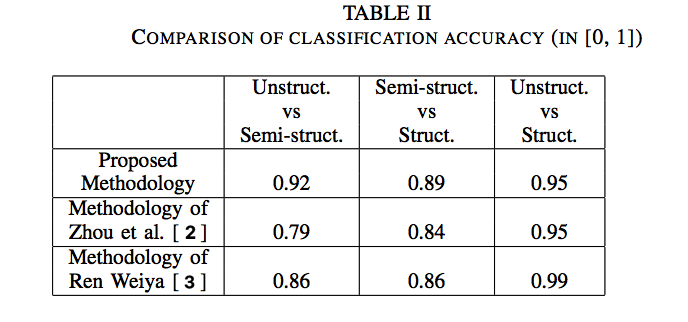 TABLE II
COMPARISON OF CLASSIFICATION ACCURACY (IN [0, 1])
Unstruct. Semi-struct. Unstruct.
vs vs vs
Semi-struct. Struct. Struct.
Proposed
Methodology 0.92 0.89 0.95
Methodology of
Zhou et al. [ 2 ] 0.79 0.84 0.95
Methodology of
Ren Weiya [ 3 ] 0.86 0.86 0.99